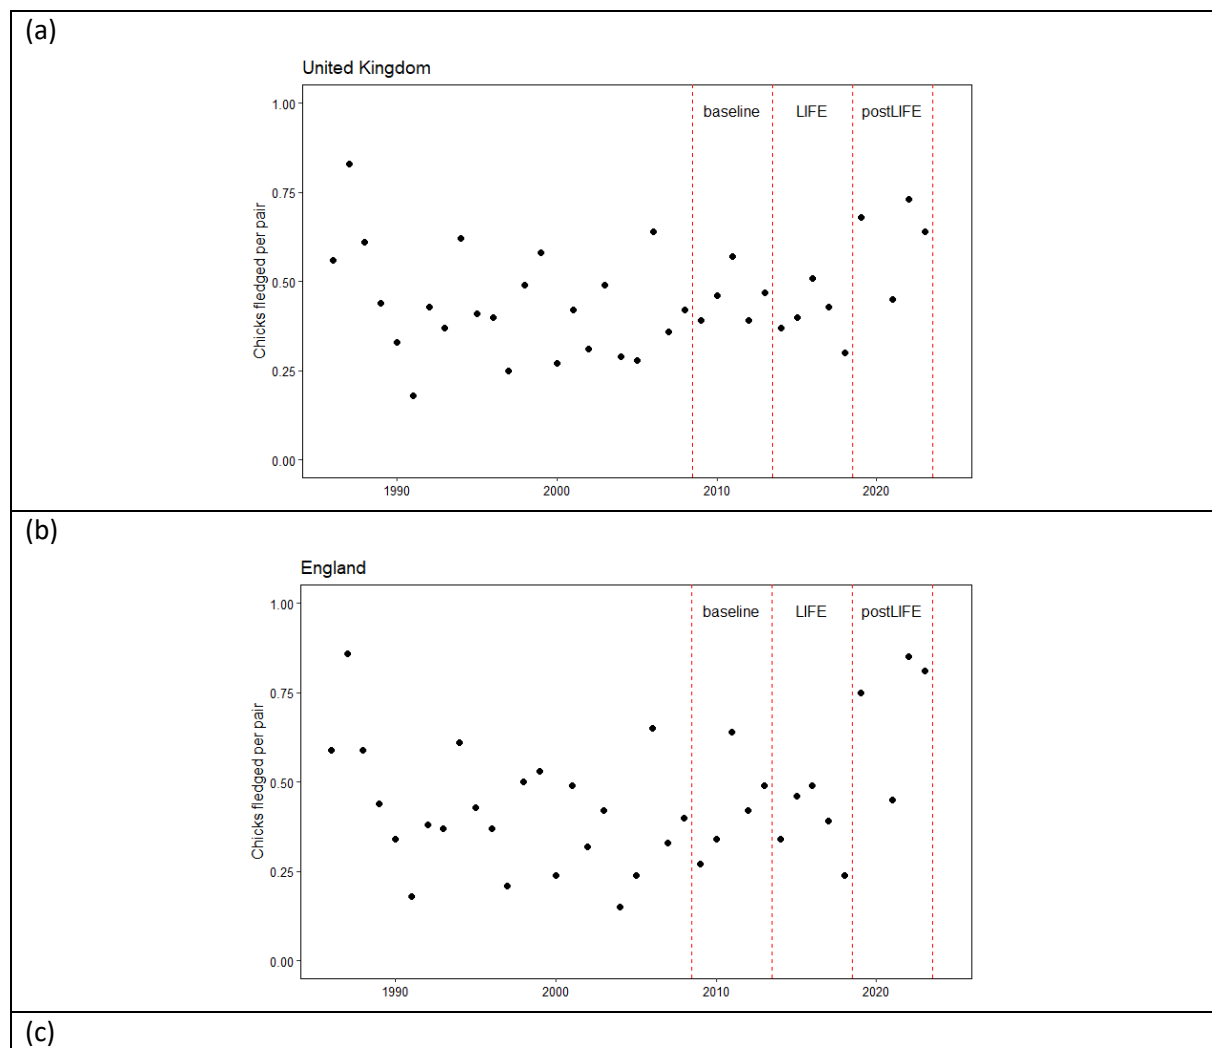 (a)
United Kingdom
baseline LIFE postLIFE
1.00
0.75
0.50
0.25
0.00
Chicks fledged per pair
1990 2000 2010 2020
(b)
England
baseline LIFE postLIFE
1.00
0.75
0.50
0.25
0.00
Chicks fledged per pair
1990 2000 2010 2020
(c)